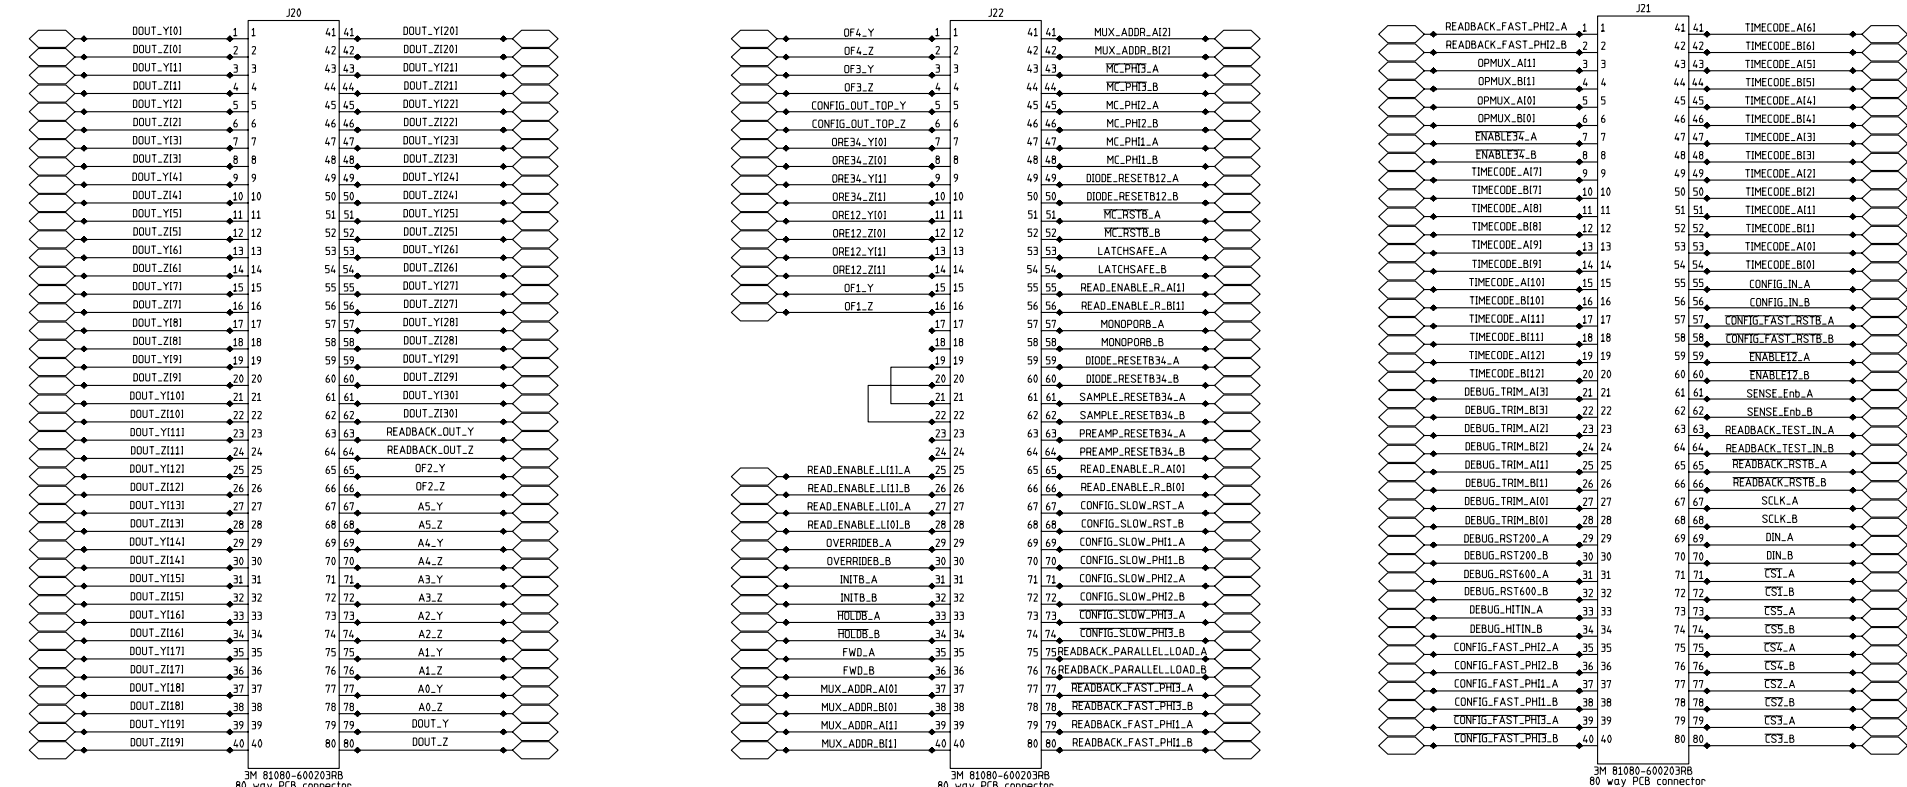 J20
DOUT_Y[0] 1 1 41 41 DOUT_Y[20]
DOUT_Z[0] 2 2 42 42 DOUT_Z[20]
DOUT_Y[1] 3 3 43 43 DOUT_Y[21]
DOUT_Z[1] 4 4 44 44 DOUT_Z[21]
DOUT_Y[2] 5 5 45 45 DOUT_Y[22]
DOUT_Z[2] 6 6 46 46 DOUT_Z[22]
DOUT_Y[3] 7 7 47 47 DOUT_Y[23]
DOUT_Z[3] 8 8 48 48 DOUT_Z[23]
DOUT_Y[4] 9 9 49 49 DOUT_Y[24]
DOUT_Z[4] 10 10 50 50 DOUT_Z[24]
DOUT_Y[5] 11 11 51 51 DOUT_Y[25]
DOUT_Z[5] 12 12 52 52 DOUT_Z[25]
DOUT_Y[6] 13 13 53 53 DOUT_Y[26]
DOUT_Z[6] 14 14 54 54 DOUT_Z[26]
DOUT_Y[7] 15 15 55 55 DOUT_Y[27]
DOUT_Z[7] 16 16 56 56 DOUT_Z[27]
DOUT_Y[8] 17 17 57 57 DOUT_Y[28]
DOUT_Z[8] 18 18 58 58 DOUT_Z[28]
DOUT_Y[9] 19 19 59 59 DOUT_Y[29]
DOUT_Z[9] 20 20 60 60 DOUT_Z[29]
DOUT_Y[10] 21 21 61 61 DOUT_Y[30]
DOUT_Z[10] 22 22 62 62 DOUT_Z[30]
DOUT_Y[11] 23 23 63 63 READBACK_OUT_Y
DOUT_Z[11] 24 24 64 64 READBACK_OUT_Z
DOUT_Y[12] 25 25 65 65 OF2_Y
DOUT_Z[12] 26 26 66 66 OF2_Z
DOUT_Y[13] 27 27 67 67 A5_Y
DOUT_Z[13] 28 28 68 68 A5_Z
DOUT_Y[14] 29 29 69 69 A4_Y
DOUT_Z[14] 30 30 70 70 A4_Z
DOUT_Y[15] 31 31 71 71 A3_Y
DOUT_Z[15] 32 32 72 72 A3_Z
DOUT_Y[16] 33 33 73 73 A2_Y
DOUT_Z[16] 34 34 74 74 A2_Z
DOUT_Y[17] 35 35 75 75 A1_Y
DOUT_Z[17] 36 36 76 76 A1_Z
DOUT_Y[18] 37 37 77 77 A0_Y
DOUT_Z[18] 38 38 78 78 A0_Z
DOUT_Y[19] 39 39 79 79 DOUT_Y
DOUT_Z[19] 40 40 80 80 DOUT_Z
3M 81080-600203RB
80 way PCB connector
J22
OF4_Y 1 1 41 41 MUX_ADDR_A[2]
OF4_Z 2 2 42 42 MUX_ADDR_B[2]
OF3_Y 3 3 43 43 MC_PHI3_A
OF3_Z 4 4 44 44 MC_PHI3_B
CONFIG_OUT_TOP_Y 5 5 45 45 MC_PHI2_A
CONFIG_OUT_TOP_Z 6 6 46 46 MC_PHI2_B
ORE34_Y[0] 7 7 47 47 MC_PHI1_A
ORE34_Z[0] 8 8 48 48 MC_PHI1_B
ORE34_Y[1] 9 9 49 49 DIODE_RESETB12_A
ORE34_Z[1] 10 10 50 50 DIODE_RESETB12_B
ORE12_Y[0] 11 11 51 51 MC_RSTB_A
ORE12_Z[0] 12 12 52 52 MC_RSTB_B
ORE12_Y[1] 13 13 53 53 LATCHSAFE_A
ORE12_Z[1] 14 14 54 54 LATCHSAFE_B
OF1_Y 15 15 55 55 READ_ENABLE_R_A[1]
OF1_Z 16 16 56 56 READ_ENABLE_R_B[1]
17 17 57 57 MONOPORB_A
18 18 58 58 MONOPORB_B
19 19 59 59 DIODE_RESETB34_A
20 20 60 60 DIODE_RESETB34_B
21 21 61 61 SAMPLE_RESETB34_A
22 22 62 62 SAMPLE_RESETB34_B
23 23 63 63 PREAMP_RESETB34_A
24 24 64 64 PREAMP_RESETB34_B
READ_ENABLE_L[1]_A 25 25 65 65 READ_ENABLE_R_A[0]
READ_ENABLE_L[1]_B 26 26 66 66 READ_ENABLE_R_B[0]
READ_ENABLE_L[0]_A 27 27 67 67 CONFIG_SLOW_RST_A
READ_ENABLE_L[0]_B 28 28 68 68 CONFIG_SLOW_RST_B
OVERRIDEB_A 29 29 69 69 CONFIG_SLOW_PHI1_A
OVERRIDEB_B 30 30 70 70 CONFIG_SLOW_PHI1_B
INITB_A 31 31 71 71 CONFIG_SLOW_PHI2_A
INITB_B 32 32 72 72 CONFIG_SLOW_PHI2_B
HOLDB_A 33 33 73 73 CONFIG_SLOW_PHI3_A
HOLDB_B 34 34 74 74 CONFIG_SLOW_PHI3_B
FWD_A 35 35 75 75 READBACK_PARALLEL_LOAD_A
FWD_B 36 36 76 76 READBACK_PARALLEL_LOAD_B
MUX_ADDR_A[0] 37 37 77 77 READBACK_FAST_PHI3_A
MUX_ADDR_B[0] 38 38 78 78 READBACK_FAST_PHI3_B
MUX_ADDR_A[1] 39 39 79 79 READBACK_FAST_PHI1_A
MUX_ADDR_B[1] 40 40 80 80 READBACK_FAST_PHI1_B
3M 81080-600203RB
80 way PCB connector
J21
READBACK_FAST_PHI2_A 1 1 41 41 TIMECODE_A[6]
READBACK_FAST_PHI2_B 2 2 42 42 TIMECODE_B[6]
OPMUX_A[1] 3 3 43 43 TIMECODE_A[5]
OPMUX_B[1] 4 4 44 44 TIMECODE_B[5]
OPMUX_A[0] 5 5 45 45 TIMECODE_A[4]
OPMUX_B[0] 6 6 46 46 TIMECODE_B[4]
ENABLE34_A 7 7 47 47 TIMECODE_A[3]
ENABLE34_B 8 8 48 48 TIMECODE_B[3]
TIMECODE_A[7] 9 9 49 49 TIMECODE_A[2]
TIMECODE_B[7] 10 10 50 50 TIMECODE_B[2]
TIMECODE_A[8] 11 11 51 51 TIMECODE_A[1]
TIMECODE_B[8] 12 12 52 52 TIMECODE_B[1]
TIMECODE_A[9] 13 13 53 53 TIMECODE_A[0]
TIMECODE_B[9] 14 14 54 54 TIMECODE_B[0]
TIMECODE_A[10] 15 15 55 55 CONFIG_IN_A
TIMECODE_B[10] 16 16 56 56 CONFIG_IN_B
TIMECODE_A[11] 17 17 57 57 CONFIG_FAST_RSTB_A
TIMECODE_B[11] 18 18 58 58 CONFIG_FAST_RSTB_B
TIMECODE_A[12] 19 19 59 59 ENABLE12_A
TIMECODE_B[12] 20 20 60 60 ENABLE12_B
DEBUG_TRIM_A[3] 21 21 61 61 SENSE_Enb_A
DEBUG_TRIM_B[3] 22 22 62 62 SENSE_Enb_B
DEBUG_TRIM_A[2] 23 23 63 63 READBACK_TEST_IN_A
DEBUG_TRIM_B[2] 24 24 64 64 READBACK_TEST_IN_B
DEBUG_TRIM_A[1] 25 25 65 65 READBACK_RSTB_A
DEBUG_TRIM_B[1] 26 26 66 66 READBACK_RSTB_B
DEBUG_TRIM_A[0] 27 27 67 67 SCLK_A
DEBUG_TRIM_B[0] 28 28 68 68 SCLK_B
DEBUG_RST200_A 29 29 69 69 DIN_A
DEBUG_RST200_B 30 30 70 70 DIN_B
DEBUG_RST600_A 31 31 71 71 CS1_A
DEBUG_RST600_B 32 32 72 72 CS1_B
DEBUG_HITIN_A 33 33 73 73 CS5_A
DEBUG_HITIN_B 34 34 74 74 CS5_B
CONFIG_FAST_PHI2_A 35 35 75 75 CS4_A
CONFIG_FAST_PHI2_B 36 36 76 76 CS4_B
CONFIG_FAST_PHI1_A 37 37 77 77 CS2_A
CONFIG_FAST_PHI1_B 38 38 78 78 CS2_B
CONFIG_FAST_PHI3_A 39 39 79 79 CS3_A
CONFIG_FAST_PHI3_B 40 40 80 80 CS3_B
3M 81080-600203RB
80 way PCB connector